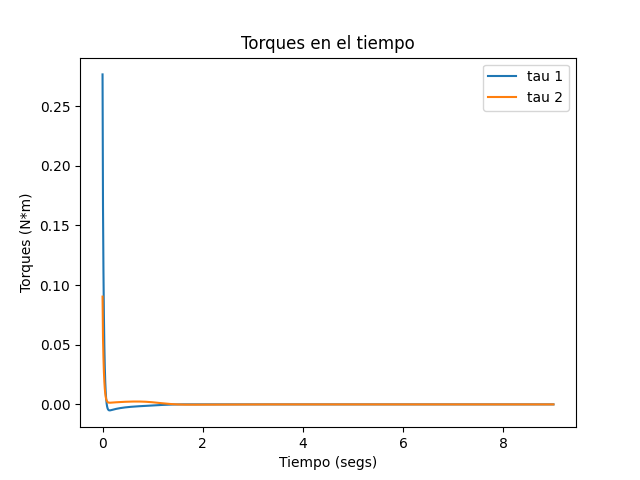 Torques en el tiempo
tau 1
tau 2
Torques (N*m)
0.25
0.20
0.15
0.10
0.05
0.00
0 2 4 6 8
Tiempo (segs)